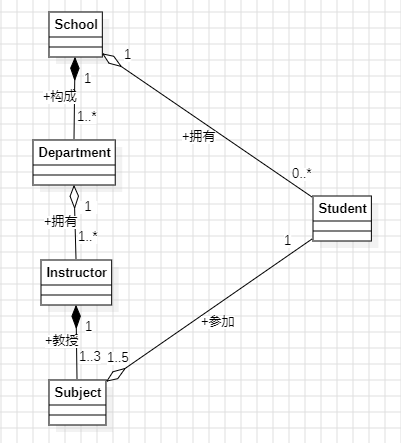 School
1
1
+构成
+拥有
1..*
Department
0..*
1
Student
+拥有
1..*
1
Instructor
1
+参加
+教授
1..3
1..5
Subject